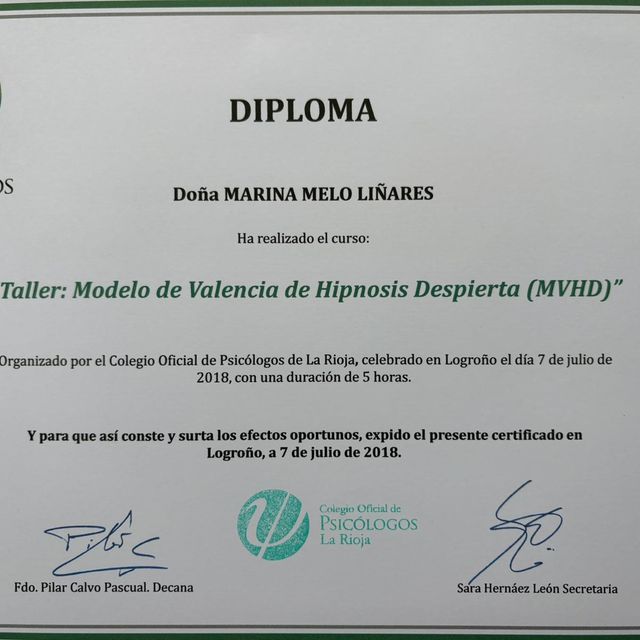 DIPLOMA
OS
Doña MARINA MELO LIÑARES
Ha realizado el curso:
Taller: Modelo de Valencia de Hipnosis Despierta (MVHD)”
Organizado por el Colegio Oficial de Psicólogos de La Rioja, celebrado en Logroño el día 7 de julio de
2018, con una duración de 5 horas.
Y para que así conste y surta los efectos oportunos, expido el presente certificado en
Logroño, a 7 de julio de 2018.
Colegio Oficial de
PSICÓLOGOS
La Rioja
Fdo. Pilar Calvo Pascual. Decana
Sara Hernáez León Secretaria